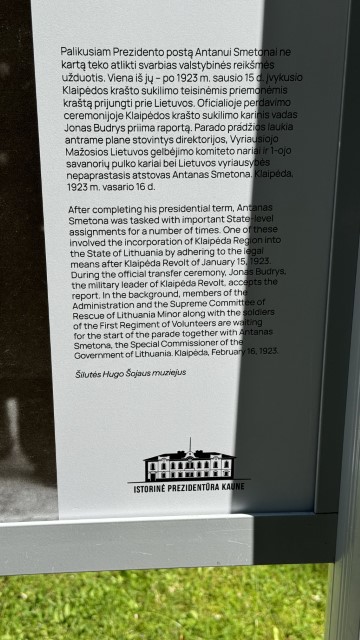 Palikusiam Prezidento postą Antanui Smetonai ne
kartą teko atlikti svarbias valstybinės reikšmės
užduotis. Viena iš jų – po 1923 m. sausio 15 d. įvykusio
Klaipėdos krašto sukilimo teisinėmis priemonėmis
kraštą prijungti prie Lietuvos. Oficialioje perdavimo
ceremonijoje Klaipėdos krašto sukilimo karinis vadas
Jonas Budrys priima raportą. Parado pradžios laukia
antrame plane stovintys direktorijos, Vyriausiojo
Mažosios Lietuvos gelbėjimo komiteto nariai ir 1-ojo
savanorių pulko kariai bei Lietuvos vyriausybės
nepaprastasis atstovas Antanas Smetona. Klaipėda,
1923 m. vasario 16 d.
After completing his presidential term, Antanas
Smetona was tasked with important State-level
assignments for a number of times. One of these
involved the incorporation of Klaipėda Region into
the State of Lithuania by adhering to the legal
means after Klaipėda Revolt of January 15, 1923.
During the official transfer ceremony, Jonas Budrys,
the military leader of Klaipėda Revolt, accepts the
report. In the background, members of the
Administration and the Supreme Committee of
Rescue of Lithuania Minor along with the soldiers
of the First Regiment of Volunteers are waiting
for the start of the parade together with Antanas
Smetona, the Special Commissioner of the
Government of Lithuania. Klaipėda, February 16, 1923.
Šilutės Hugo Šojaus muziejus
ISTORINĖ PREZIDENTŪRA KAUNE